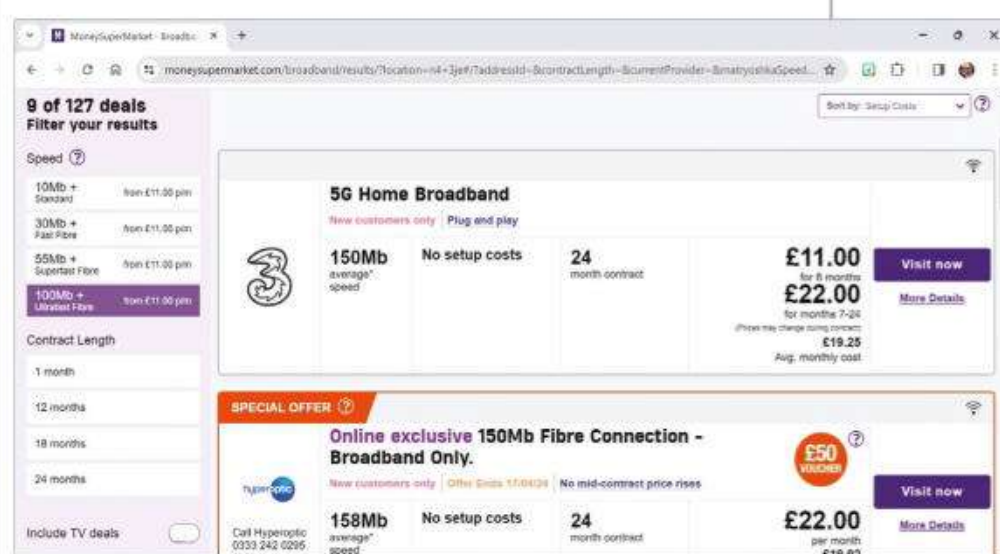 MoneySuperMarket - Broadba
moneysupermarket.com/broadband/results/?location=n4+3je#/?addressId=&contractLength=&currentProvider=&matryoshkaSpeed...
9 of 127 deals
Filter your results
Sort by: Setup Costs
Speed
10Mb +
Standard
from £11.00 pm
30Mb +
Fast Fibre
from £11.00 pm
55Mb +
Superfast Fibre
from £11.00 pm
100Mb +
Ultrafast Fibre
from £11.00 pm
Contract Length
1 month
12 months
18 months
24 months
Include TV deals
5G Home Broadband
New customers only
Plug and play
3
150Mb
average*
speed
No setup costs
24
month contract
£11.00
for 6 months
£22.00
for months 7-24
(Prices may change during contract)
£19.25
Avg. monthly cost
Visit now
More Details
SPECIAL OFFER
Online exclusive 150Mb Fibre Connection -
Broadband Only.
£50
VOUCHER
New customers only
Offer Ends 17/04/24
No mid-contract price rises
hyperoptic
Call Hyperoptic
0333 242 0295
158Mb
average*
speed
No setup costs
24
month contract
£22.00
per month
£19.92
Visit now
More Details